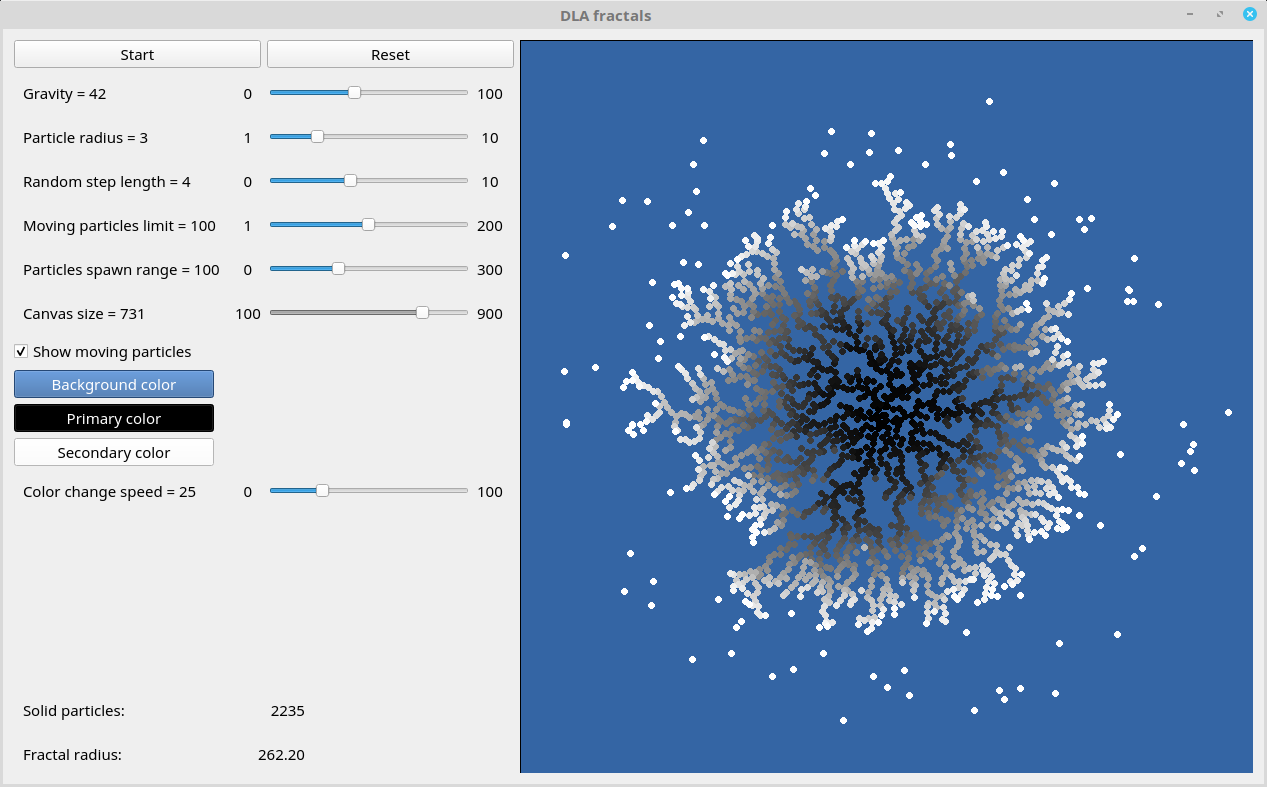 DLA fractals
Start Reset
Gravity = 42 0 100
Particle radius = 3 1 10
Random step length = 4 0 10
Moving particles limit = 100 1 200
Particles spawn range = 100 0 300
Canvas size = 731 100 900
Show moving particles
Background color
Primary color
Secondary color
Color change speed = 25 0 100
Solid particles: 2235
Fractal radius: 262.20